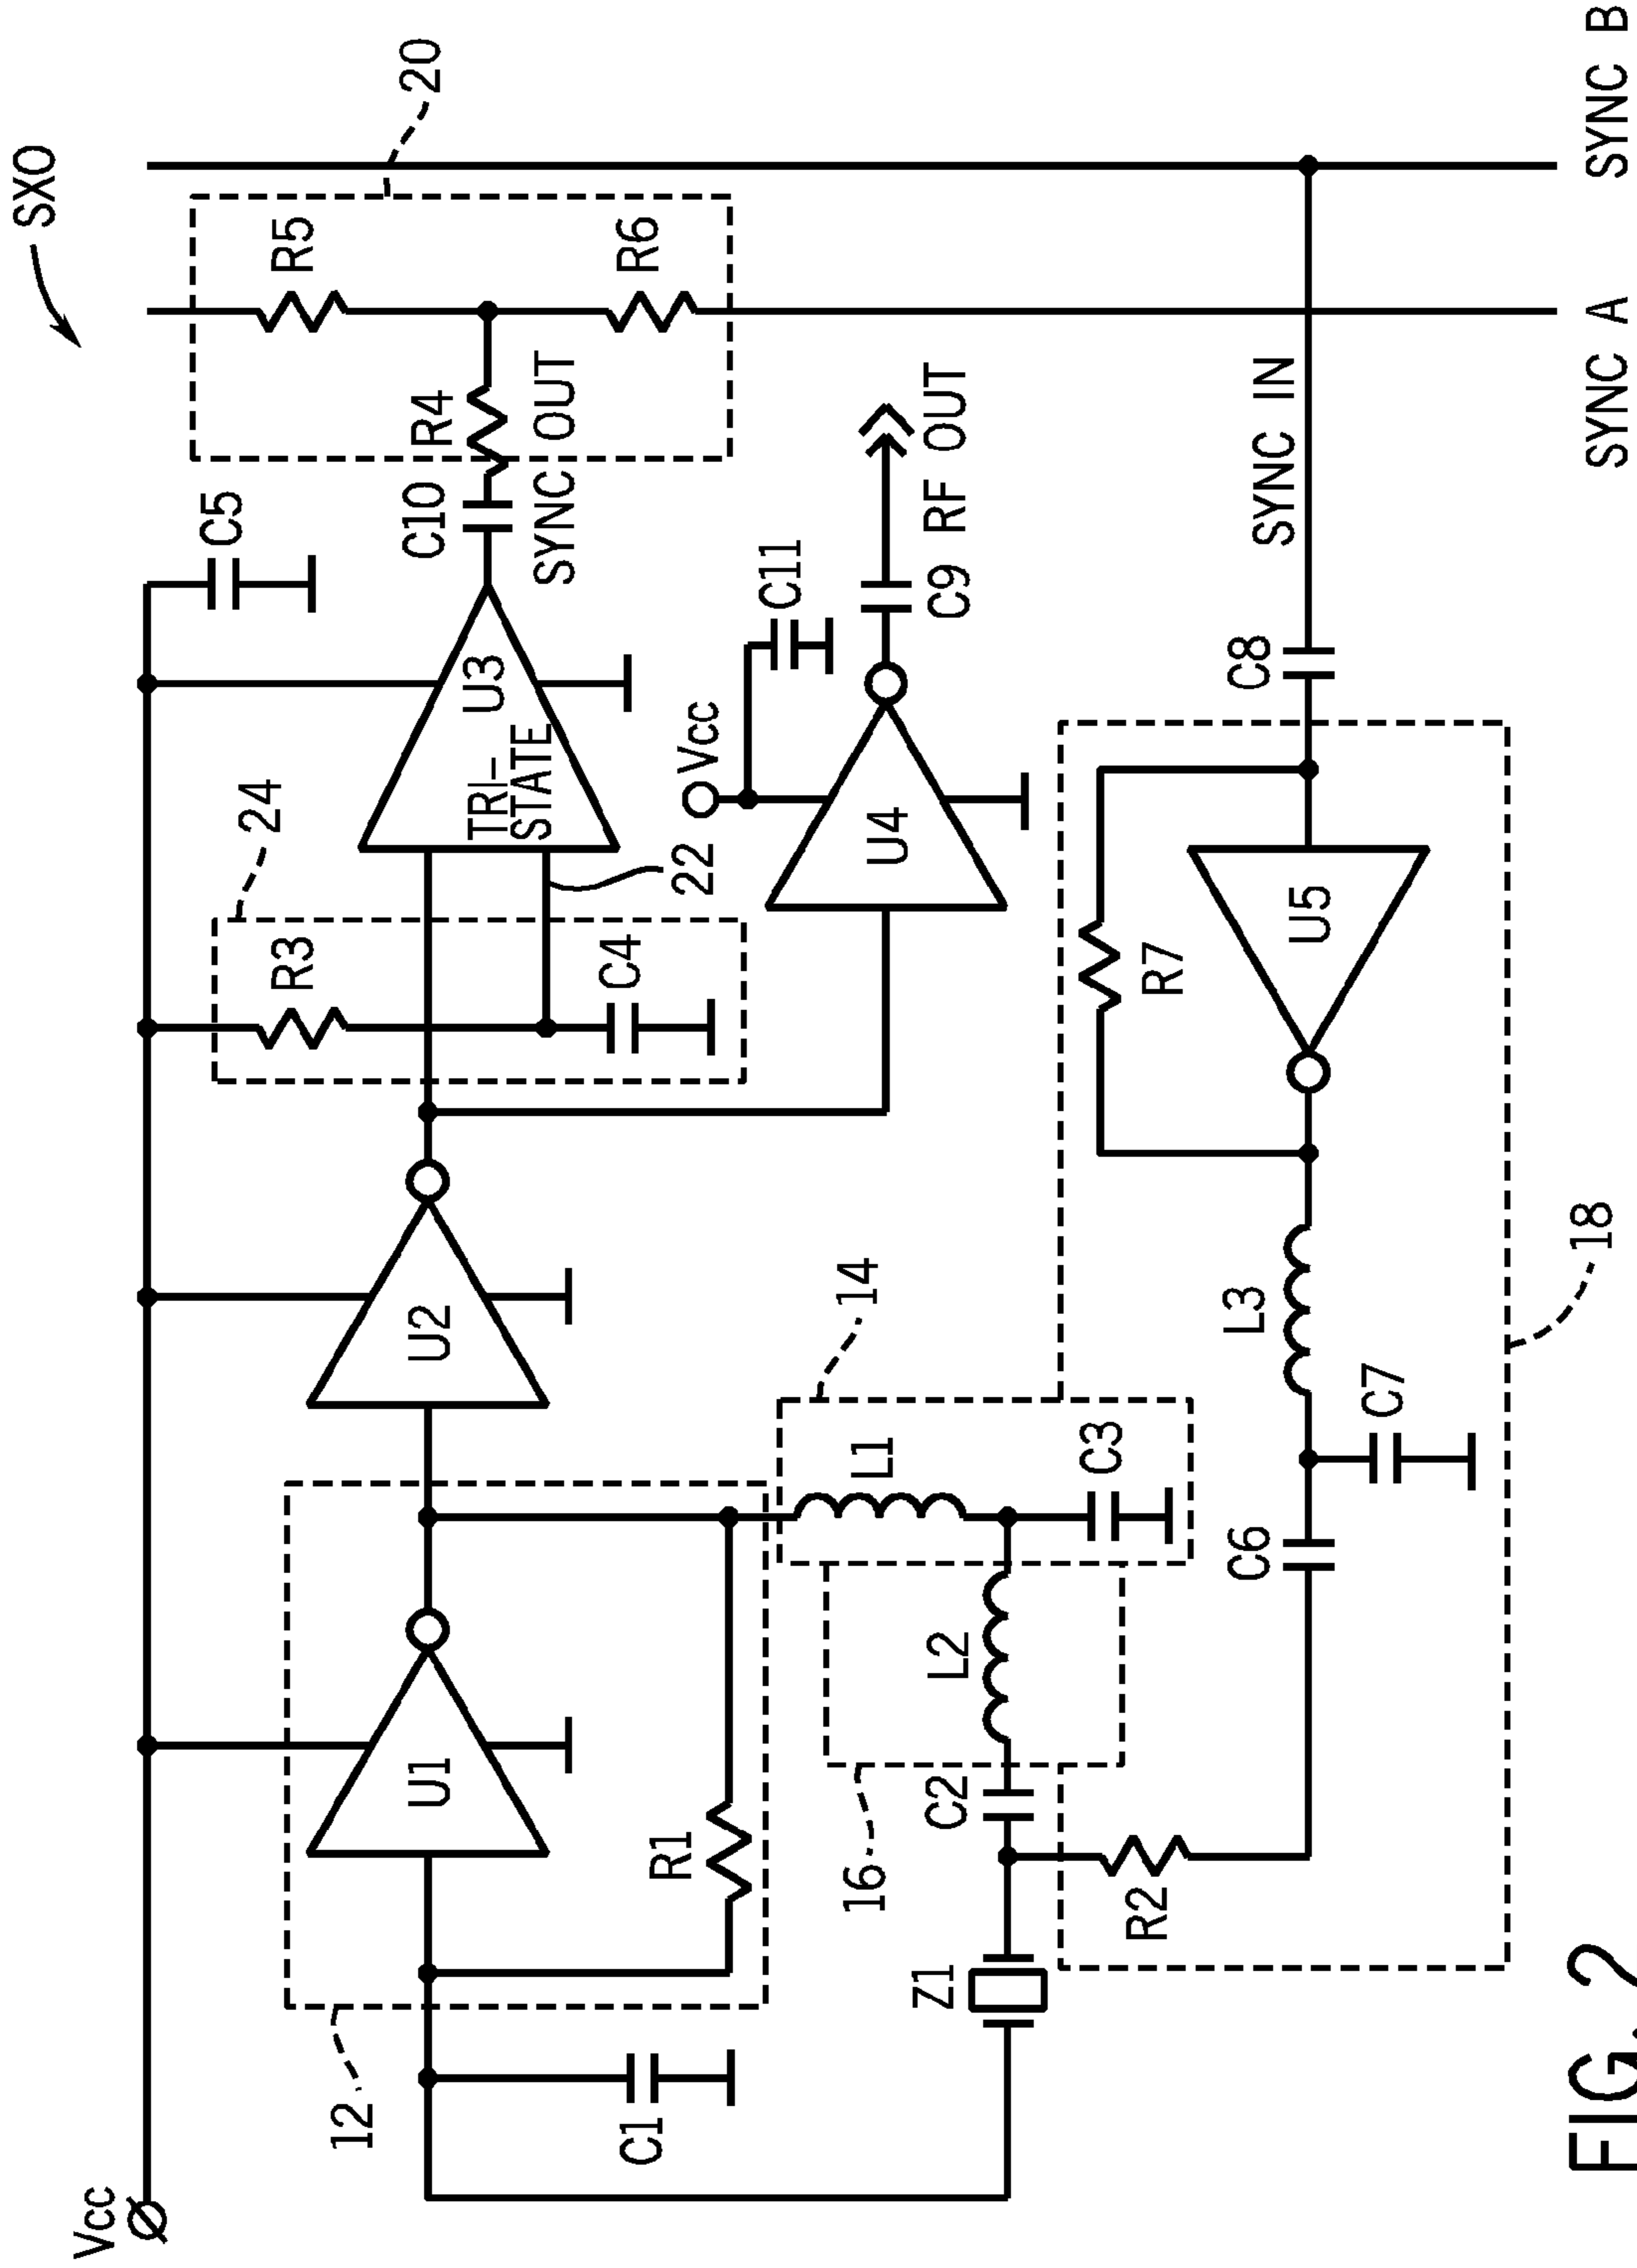 SXO
Vcc
C5
20
R5
R4
R6
C10
SYNC OUT
24
R3
C4
TRI-
STATE
U3
22
Vcc
C11
U4
C9
RF OUT
12
U1
U2
R1
C1
14
L1
C3
16
L2
C2
Z1
R2
C6
C7
L3
R7
U5
C8
SYNC IN
18
SYNC A
SYNC B
FIG. 2